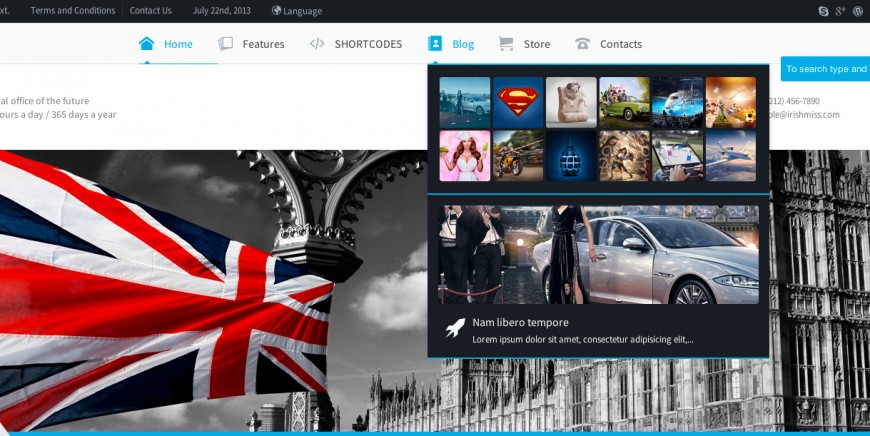 xt. Terms and Conditions Contact Us July 22nd, 2013 Language
Home Features SHORTCODES Blog Store Contacts
To search type and
al office of the future
ours a day / 365 days a year
212) 456-7890
ple@irishmiss.com
Nam libero tempore
Lorem ipsum dolor sit amet, consectetur adipisicing elit,...